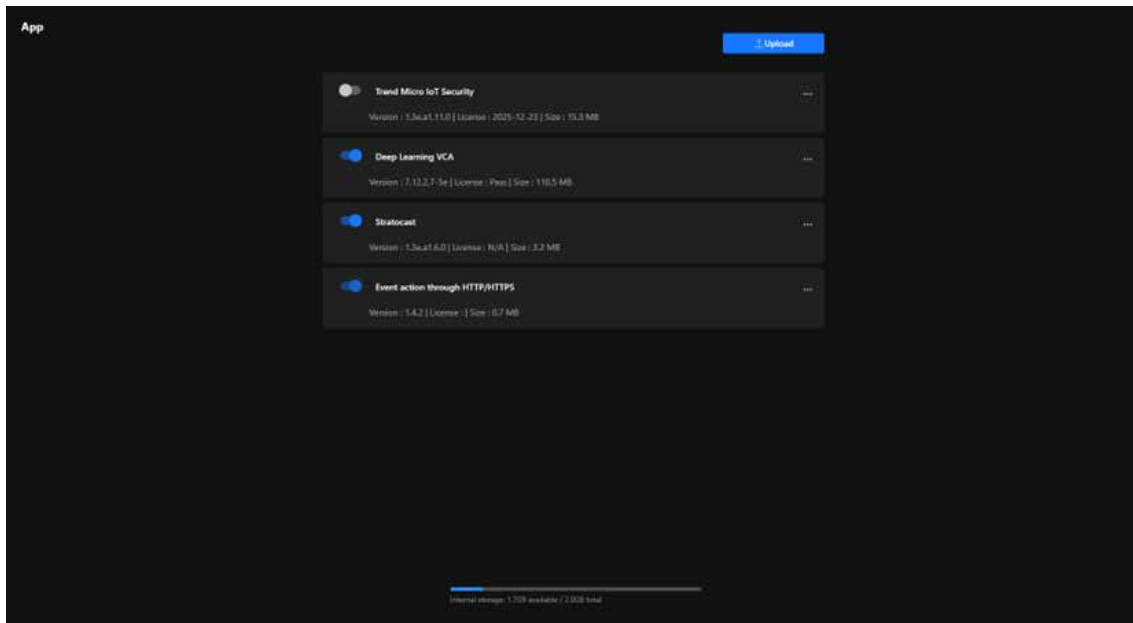 App
Upload
Trend Micro IoT Security
Version : 1.5e.a1.11.0 | License : 2025-12-23 | Size : 15.3 MB
Deep Learning VCA
Version : 7.12.2.7-5e | License : Pass | Size : 110.5 MB
Stratocast
Version : 1.5e.a1.6.0 | License : N/A | Size : 3.2 MB
Event action through HTTP/HTTPS
Version : 1.4.2 | License : | Size : 0.7 MB
Internal storage: 1.7GB available / 2.0GB total